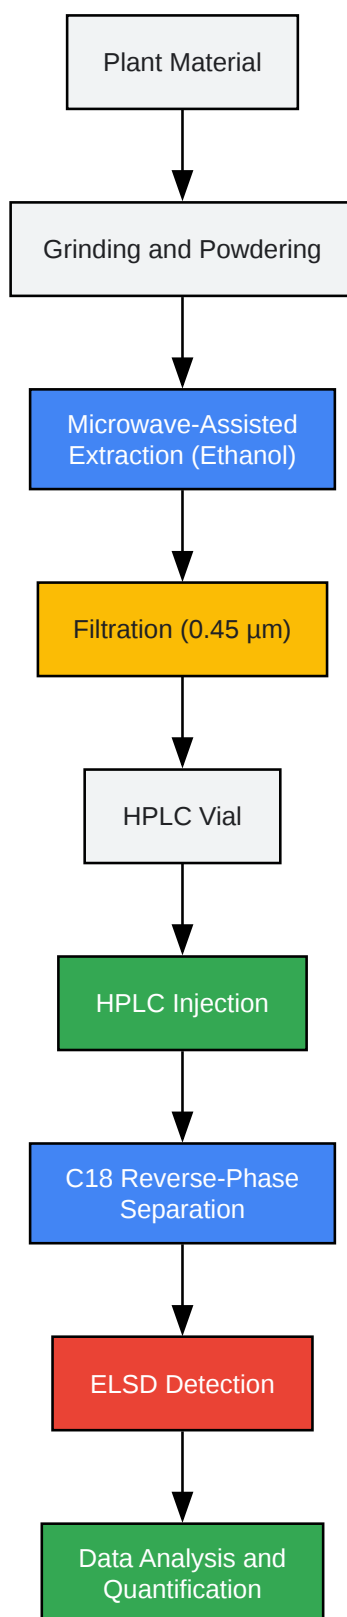 Plant Material
Grinding and Powdering
Microwave-Assisted
Extraction (Ethanol)
Filtration (0.45 µm)
HPLC Vial
HPLC Injection
C18 Reverse-Phase
Separation
ELSD Detection
Data Analysis and
Quantification